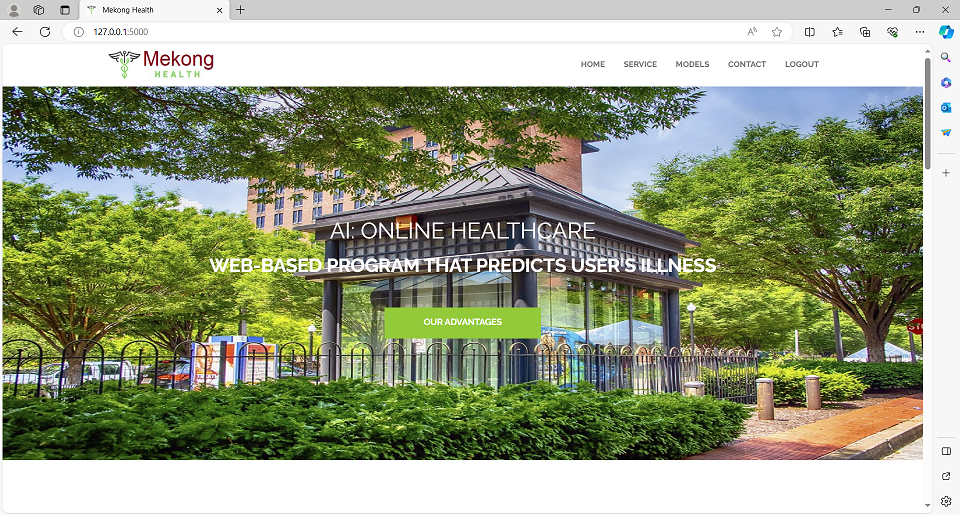 Mekong Health
127.0.0.1:5000
Mekong
HEALTH
HOME SERVICE MODELS CONTACT LOGOUT
AI: ONLINE HEALTHCARE
WEB-BASED PROGRAM THAT PREDICTS USER'S ILLNESS
OUR ADVANTAGES